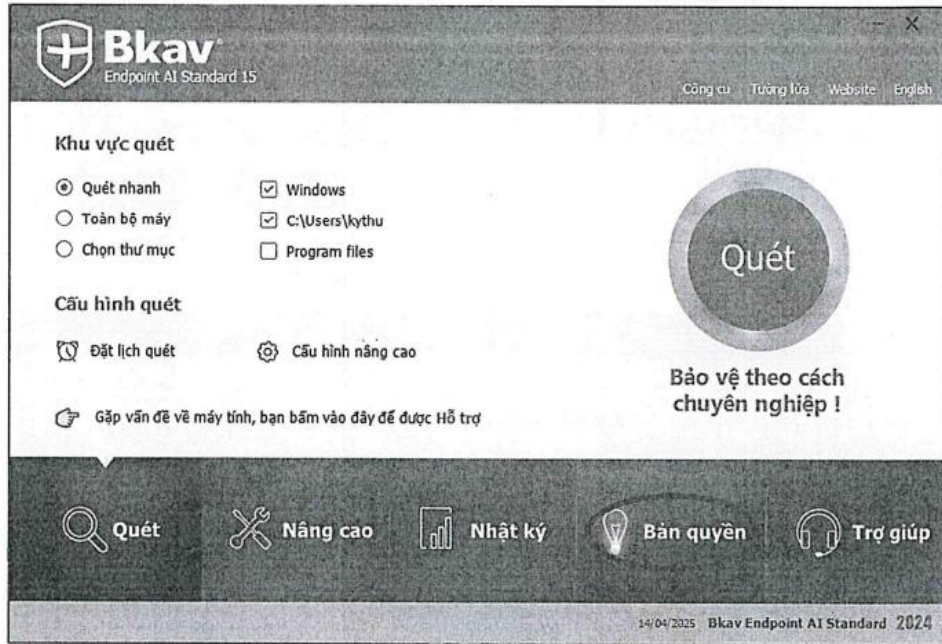 Bkav
Endpoint AI Standard 15
Công cụ Tường lửa Website English
Khu vực quét
Quét nhanh
Windows
Toàn bộ máy
C:\Users\kythu
Chọn thư mục
Program files
Quét
Cấu hình quét
Đặt lịch quét
Cấu hình nâng cao
Bảo vệ theo cách
chuyên nghiệp !
Gặp vấn đề về máy tính, bạn bấm vào đây để được Hỗ trợ
Quét
Nâng cao
Nhật ký
Bản quyền
Trợ giúp
14/04/2025 Bkav Endpoint AI Standard 2024